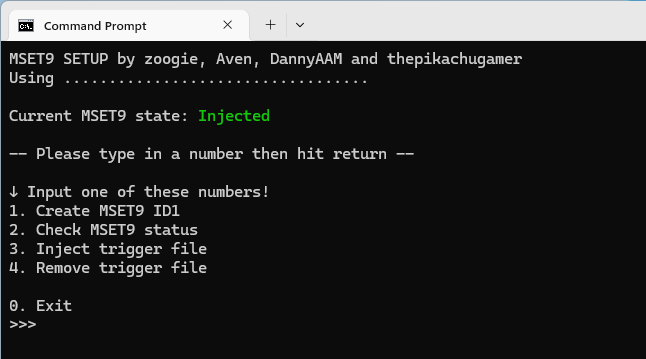 Command Prompt
MSET9 SETUP by zoogie, Aven, DannyAAM and thepikachugamer
Using ..................................
Current MSET9 state: Injected
—— Please type in a number then hit return ——
↓ Input one of these numbers!
1. Create MSET9 ID1
2. Check MSET9 status
3. Inject trigger file
4. Remove trigger file
0. Exit
>>>